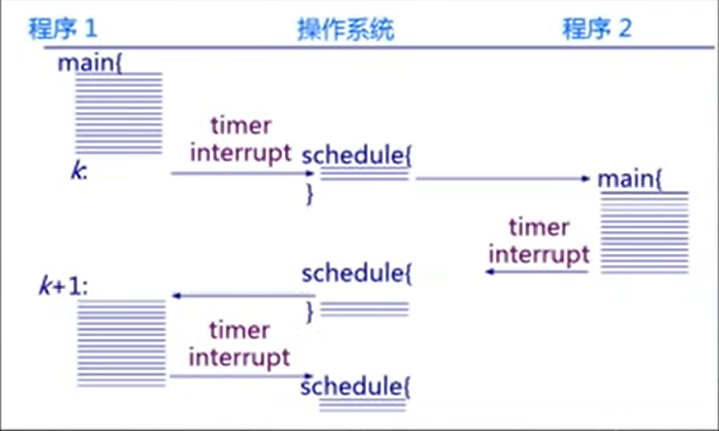 程序 1
操作系统
程序 2
main{
timer
interrupt
schedule{
k:
}
main{
timer
interrupt
schedule{
k+1:
}
timer
interrupt
schedule{